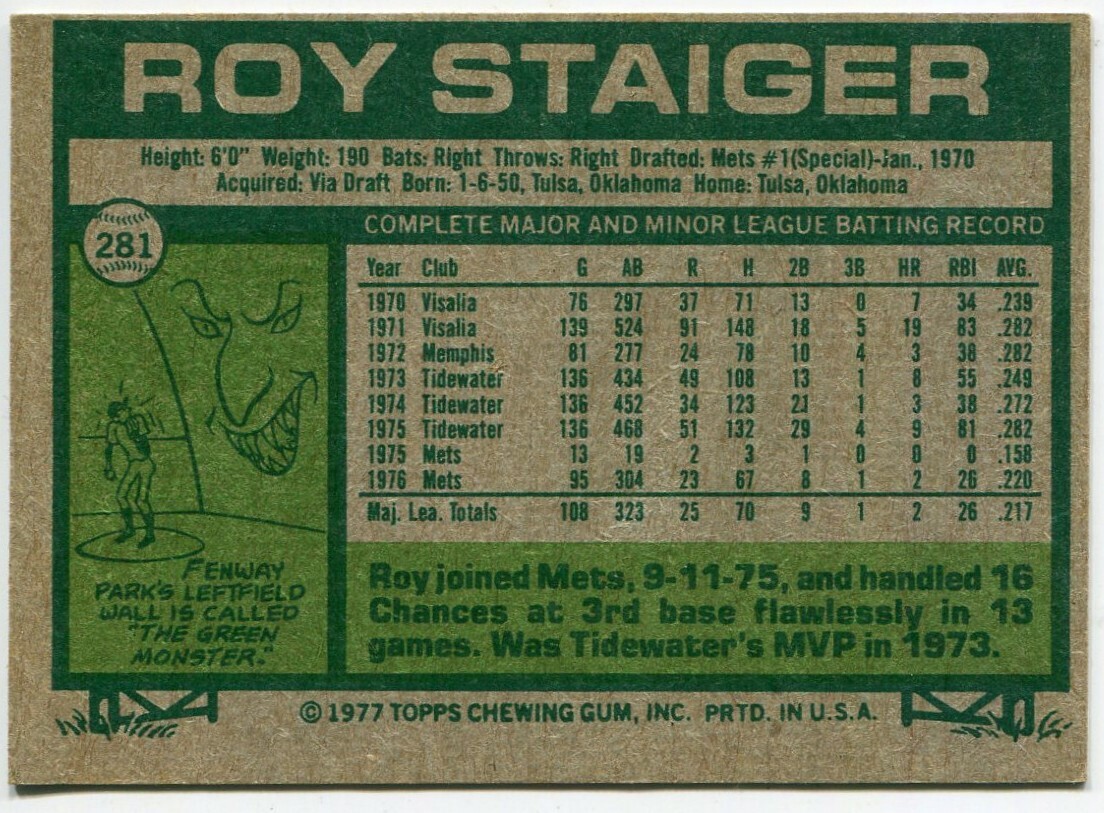 ROY STAIGER
Height: 6'0" Weight: 190 Bats: Right Throws: Right Drafted: Mets #1(Special)-Jan., 1970
Acquired: Via Draft Born: 1-6-50, Tulsa, Oklahoma Home: Tulsa, Oklahoma
281
COMPLETE MAJOR AND MINOR LEAGUE BATTING RECORD
Year Club G AB R H 2B 3B HR RBI AVG.
1970 Visalia 76 297 37 71 13 0 7 34 .239
1971 Visalia 139 524 91 148 18 5 19 83 .282
1972 Memphis 81 277 24 78 10 4 3 38 .282
1973 Tidewater 136 434 49 108 13 1 8 55 .249
1974 Tidewater 136 452 34 123 21 1 3 38 .272
1975 Tidewater 136 468 51 132 29 4 9 81 .282
1975 Mets 13 19 2 3 1 0 0 0 .158
1976 Mets 95 304 23 67 8 1 2 26 .220
Maj. Lea. Totals 108 323 25 70 9 1 2 26 .217
FENWAY
PARK'S LEFTFIELD
WALL IS CALLED
"THE GREEN
MONSTER."
Roy joined Mets, 9-11-75, and handled 16
Chances at 3rd base flawlessly in 13
games. Was Tidewater's MVP in 1973.
© 1977 TOPPS CHEWING GUM, INC. PRTD. IN U.S.A.